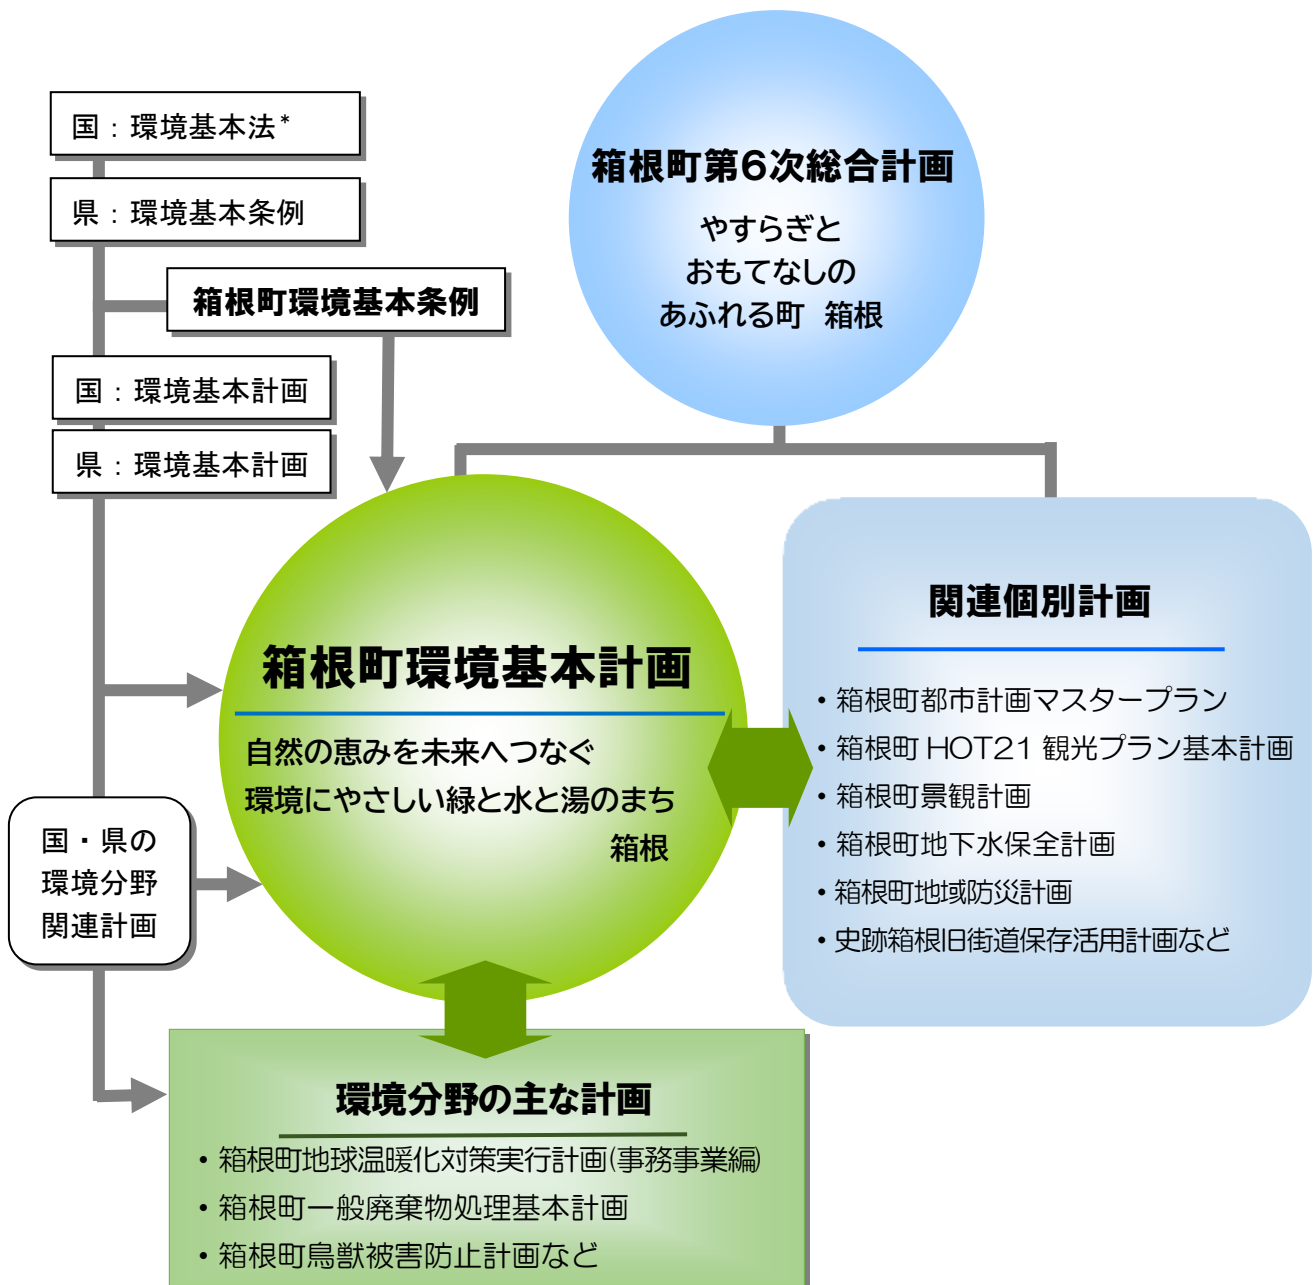 国：環境基本法*
県：環境基本条例
箱根町環境基本条例
国：環境基本計画
県：環境基本計画
箱根町第6次総合計画
やすらぎと
おもてなしの
あふれる町 箱根
箱根町環境基本計画
自然の恵みを未来へつなぐ
環境にやさしい緑と水と湯のまち
箱根
関連個別計画
・箱根町都市計画マスタープラン
・箱根町 HOT21 観光プラン基本計画
・箱根町景観計画
・箱根町地下水保全計画
・箱根町地域防災計画
・史跡箱根旧街道保存活用計画など
国・県の
環境分野
関連計画
環境分野の主な計画
・箱根町地球温暖化対策実行計画(事務事業編)
・箱根町一般廃棄物処理基本計画
・箱根町鳥獣被害防止計画など